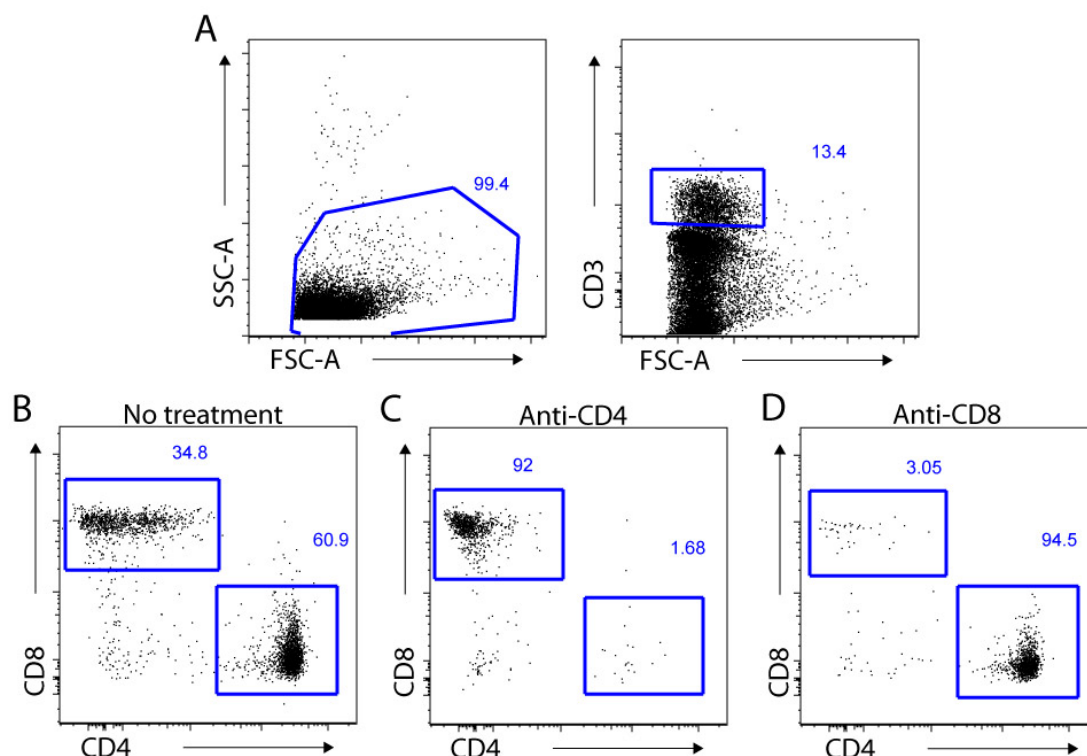 A
99.4
SSC-A
FSC-A
13.4
CD3
FSC-A
B
No treatment
34.8
60.9
CD8
CD4
C
Anti-CD4
92
1.68
CD8
CD4
D
Anti-CD8
3.05
94.5
CD8
CD4